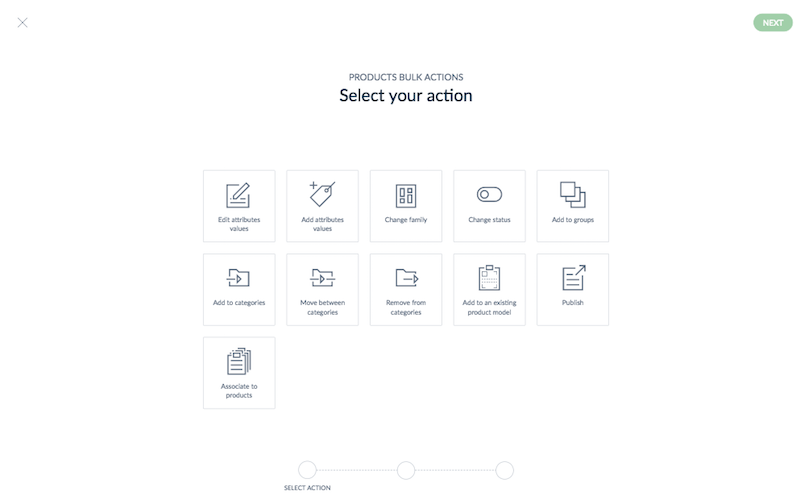 NEXT
PRODUCTS BULK ACTIONS
Select your action
Edit attributes
values
Add attributes
values
Change family
Change status
Add to groups
Add to categories
Move between
categories
Remove from
categories
Add to an existing
product model
Publish
Associate to
products
SELECT ACTION